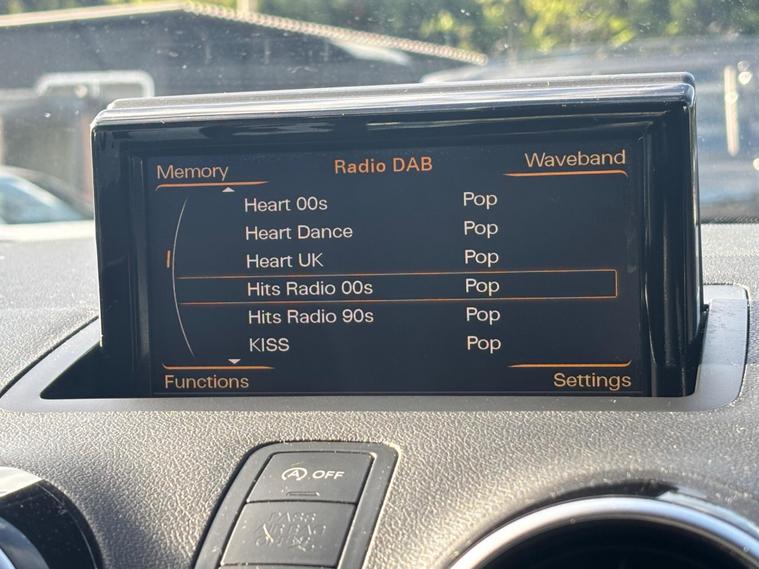 Memory Radio DAB Waveband
Heart 00s Pop
Heart Dance Pop
Heart UK Pop
Hits Radio 00s Pop
Hits Radio 90s Pop
KISS Pop
Functions Settings
A OFF